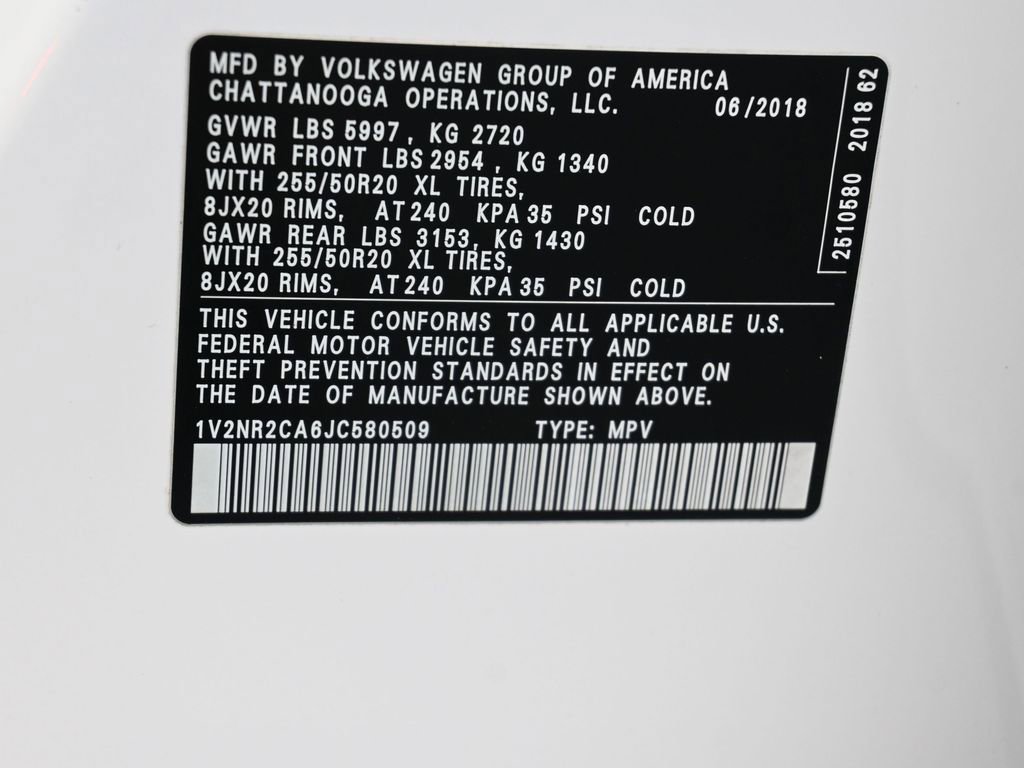 MFD BY VOLKSWAGEN GROUP OF AMERICA
CHATTANOOGA OPERATIONS, LLC. 06/2018
GVWR LBS 5997, KG 2720
GAWR FRONT LBS 2954 , KG 1340
WITH 255/50R20 XL TIRES,
8JX20 RIMS, AT 240 KPA 35 PSI COLD
GAWR REAR LBS 3153, KG 1430
WITH 255/50R20 XL TIRES,
8JX20 RIMS, AT 240 KPA 35 PSI COLD
2510580 2018 62
THIS VEHICLE CONFORMS TO ALL APPLICABLE U.S.
FEDERAL MOTOR VEHICLE SAFETY AND
THEFT PREVENTION STANDARDS IN EFFECT ON
THE DATE OF MANUFACTURE SHOWN ABOVE.
1V2NR2CA6JC580509 TYPE: MPV